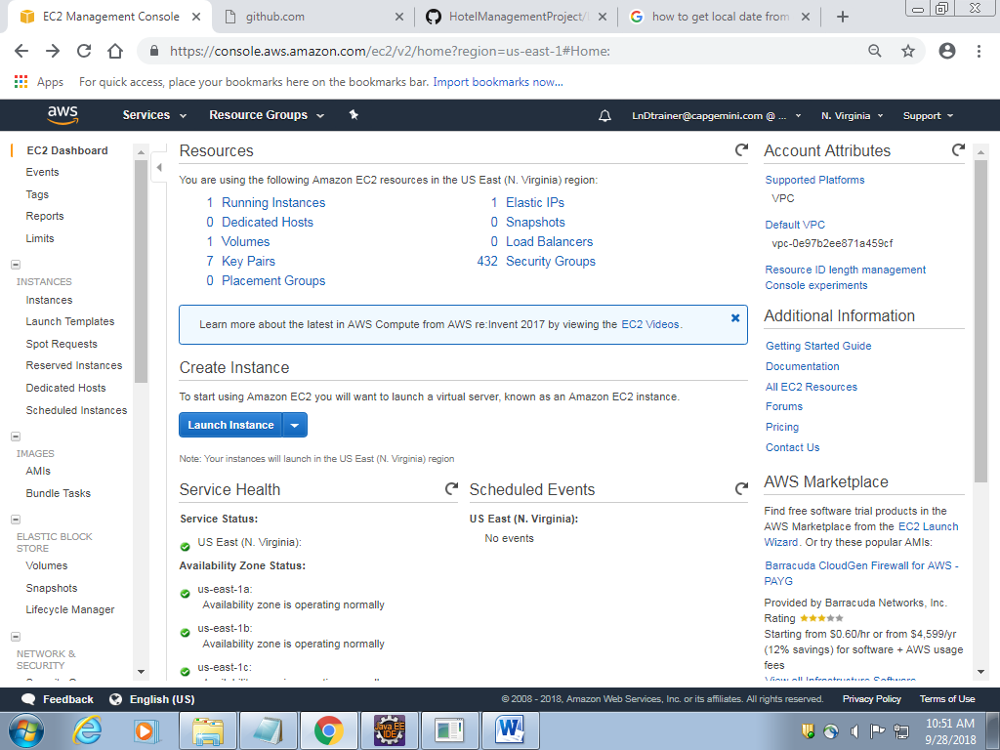 EC2 Management Console
github.com
HotelManagementProject/
how to get local date from
https://console.aws.amazon.com/ec2/v2/home?region=us-east-1#Home:
Apps For quick access, place your bookmarks here on the bookmarks bar. Import bookmarks now...
aws Services Resource Groups LnDtrainer@capgemini.com @ ... N. Virginia Support
EC2 Dashboard
Events
Tags
Reports
Limits
INSTANCES
Instances
Launch Templates
Spot Requests
Reserved Instances
Dedicated Hosts
Scheduled Instances
IMAGES
AMIs
Bundle Tasks
ELASTIC BLOCK
STORE
Volumes
Snapshots
Lifecycle Manager
NETWORK &
SECURITY
Resources
You are using the following Amazon EC2 resources in the US East (N. Virginia) region:
1 Running Instances
0 Dedicated Hosts
1 Volumes
7 Key Pairs
0 Placement Groups
1 Elastic IPs
0 Snapshots
0 Load Balancers
432 Security Groups
Learn more about the latest in AWS Compute from AWS re:Invent 2017 by viewing the EC2 Videos.
Create Instance
To start using Amazon EC2 you will want to launch a virtual server, known as an Amazon EC2 instance.
Launch Instance
Note: Your instances will launch in the US East (N. Virginia) region
Service Health
Service Status:
US East (N. Virginia):
Availability Zone Status:
us-east-1a:
Availability zone is operating normally
us-east-1b:
Availability zone is operating normally
us-east-1c:
Scheduled Events
US East (N. Virginia):
No events
Account Attributes
Supported Platforms
VPC
Default VPC
vpc-0e97b2ee871a459cf
Resource ID length management
Console experiments
Additional Information
Getting Started Guide
Documentation
All EC2 Resources
Forums
Pricing
Contact Us
AWS Marketplace
Find free software trial products in the
AWS Marketplace from the EC2 Launch
Wizard. Or try these popular AMIs:
Barracuda CloudGen Firewall for AWS -
PAYG
Provided by Barracuda Networks, Inc.
Rating
Starting from $0.60/hr or from $4,599/yr
(12% savings) for software + AWS usage
fees
View all Infrastructure Software
Feedback English (US) © 2008 - 2018, Amazon Web Services, Inc. or its affiliates. All rights reserved. Privacy Policy Terms of Use
Java EE
IDE
10:51 AM
9/28/2018